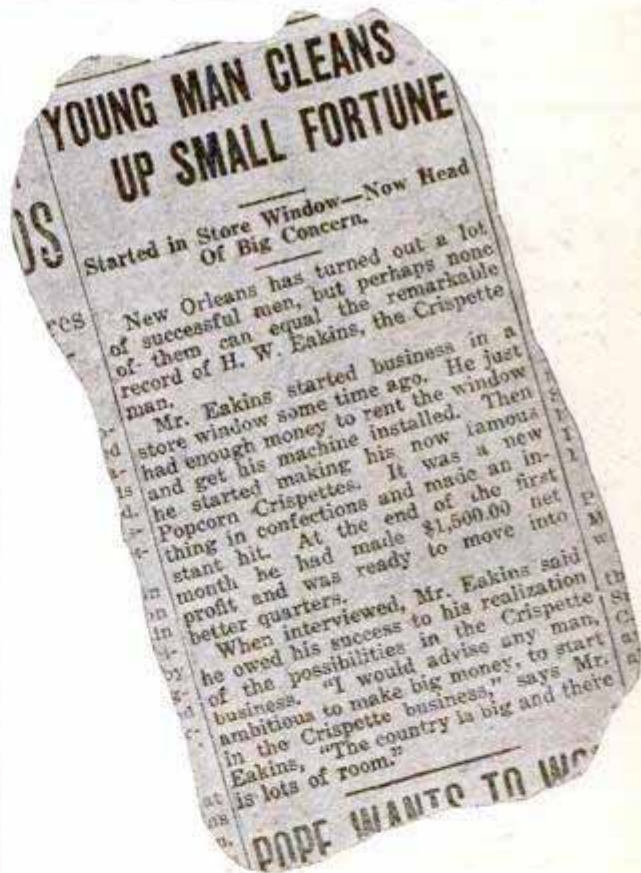 YOUNG MAN CLEANS
UP SMALL FORTUNE
Started in Store Window—Now Head
Of Big Concern.
New Orleans has turned out a lot
of successful men, but perhaps none
of them can equal the remarkable
record of H. W. Eakins, the Crispette
man.
Mr. Eakins started business in a
store window some time ago. He just
had enough money to rent the window
and get his machine installed. Then
he started making his now famous
Popcorn Crispettes. It was a new
thing in confections and made an in-
stant hit. At the end of the first
month he had made $1,500.00 net
profit and was ready to move into
better quarters.
When interviewed, Mr. Eakins said
he owed his success to his realization
of the possibilities in the Crispette
business. "I would advise any man,
ambitious to make big money, to start
in the Crispette business," says Mr.
Eakins, "The country is big and there
is lots of room."
POPE WANTS TO